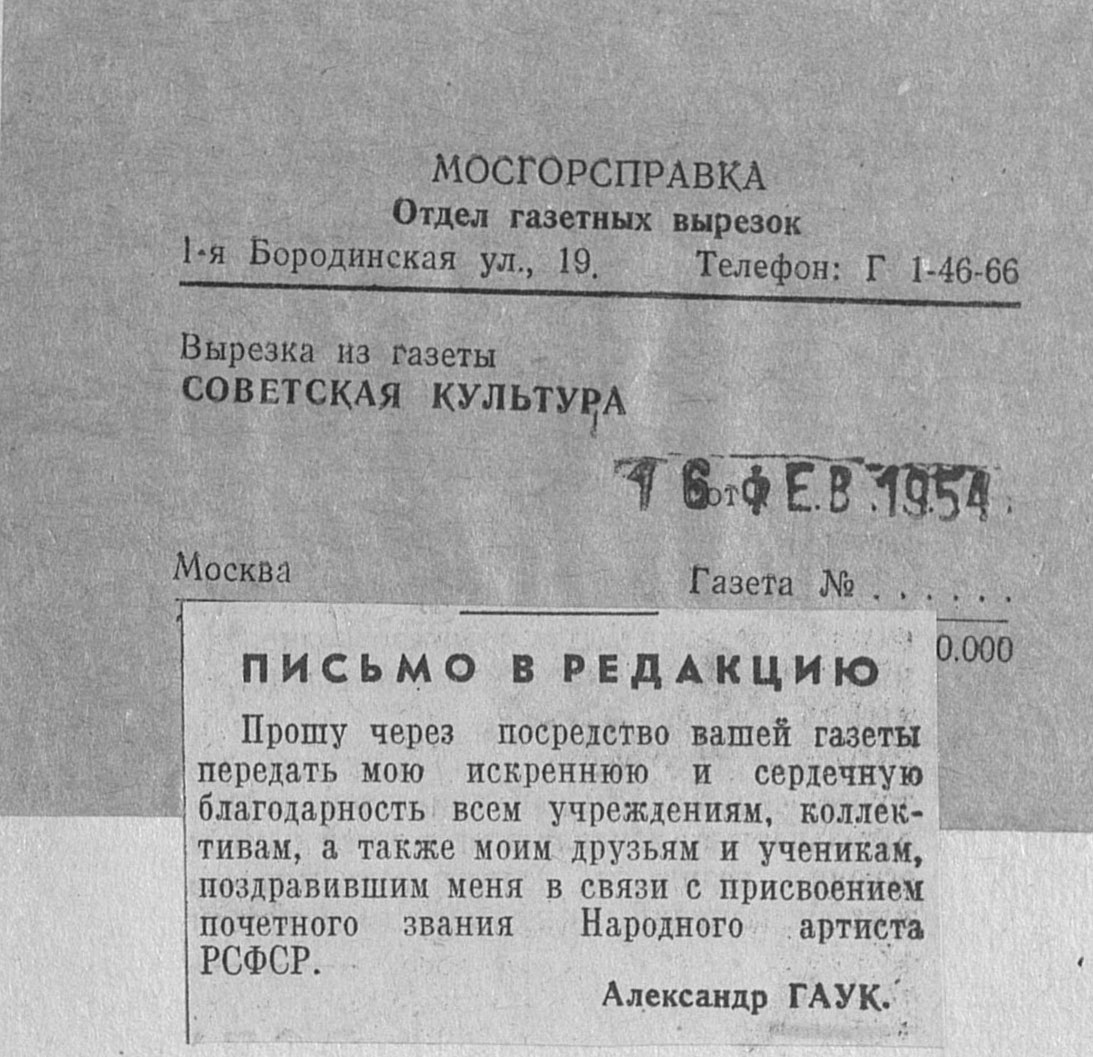 МОСГОРСПРАВКА
Отдел газетных вырезок
1-я Бородинская ул., 19. Телефон: Г 1-46-66
Вырезка из газеты
СОВЕТСКАЯ КУЛЬТУРА
16 от ФЕВ.1954
Москва Газета № . . . . . .
0.000
ПИСЬМО В РЕДАКЦИЮ
Прошу через посредство вашей газеты
передать мою искреннюю и сердечную
благодарность всем учреждениям, коллек-
тивам, а также моим друзьям и ученикам,
поздравившим меня в связи с присвоением
почетного звания Народного артиста
РСФСР.
Александр ГАУК.